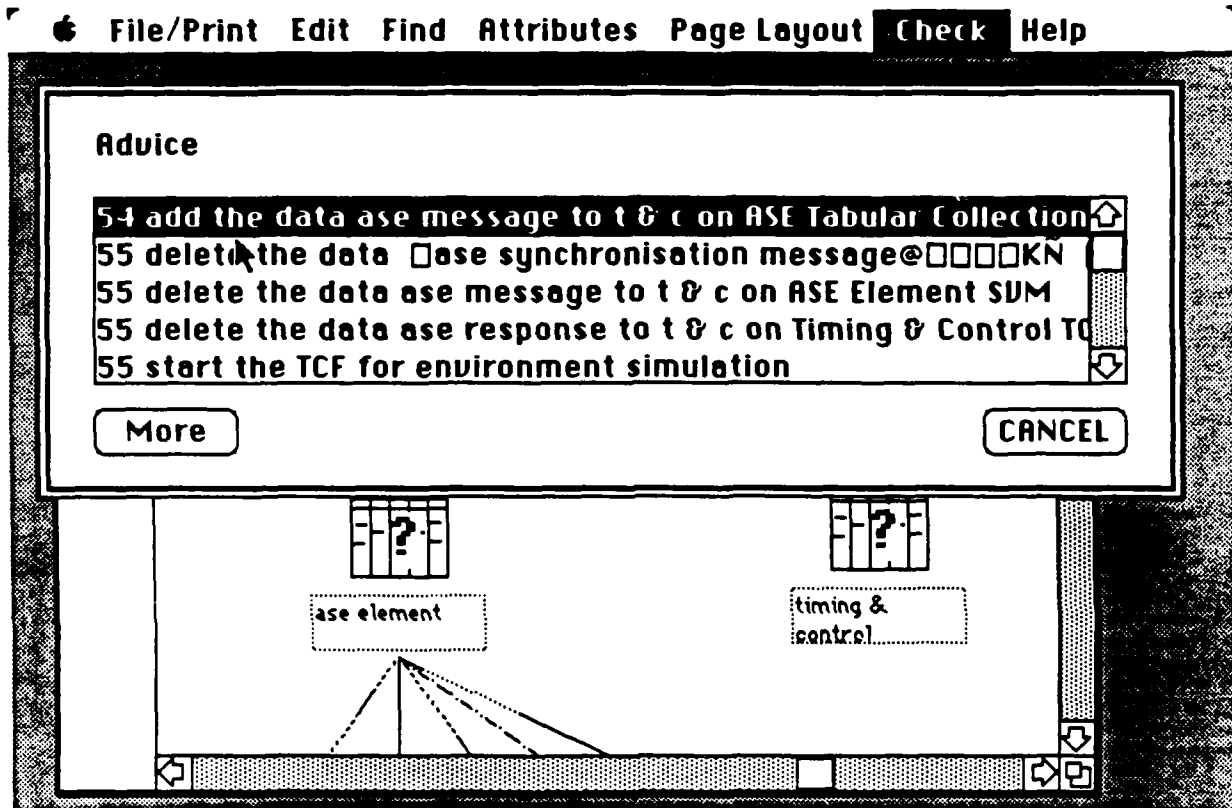 File/Print Edit Find Attributes Page Layout Check Help
Advice
54 add the data ase message to t & c on ASE Tabular Collection
55 delete the data □ase synchronisation message@□□□□KÑ
55 delete the data ase message to t & c on ASE Element SVM
55 delete the data ase response to t & c on Timing & Control TC
55 start the TCF for environment simulation
More CANCEL
? ?
ase element
timing &
control